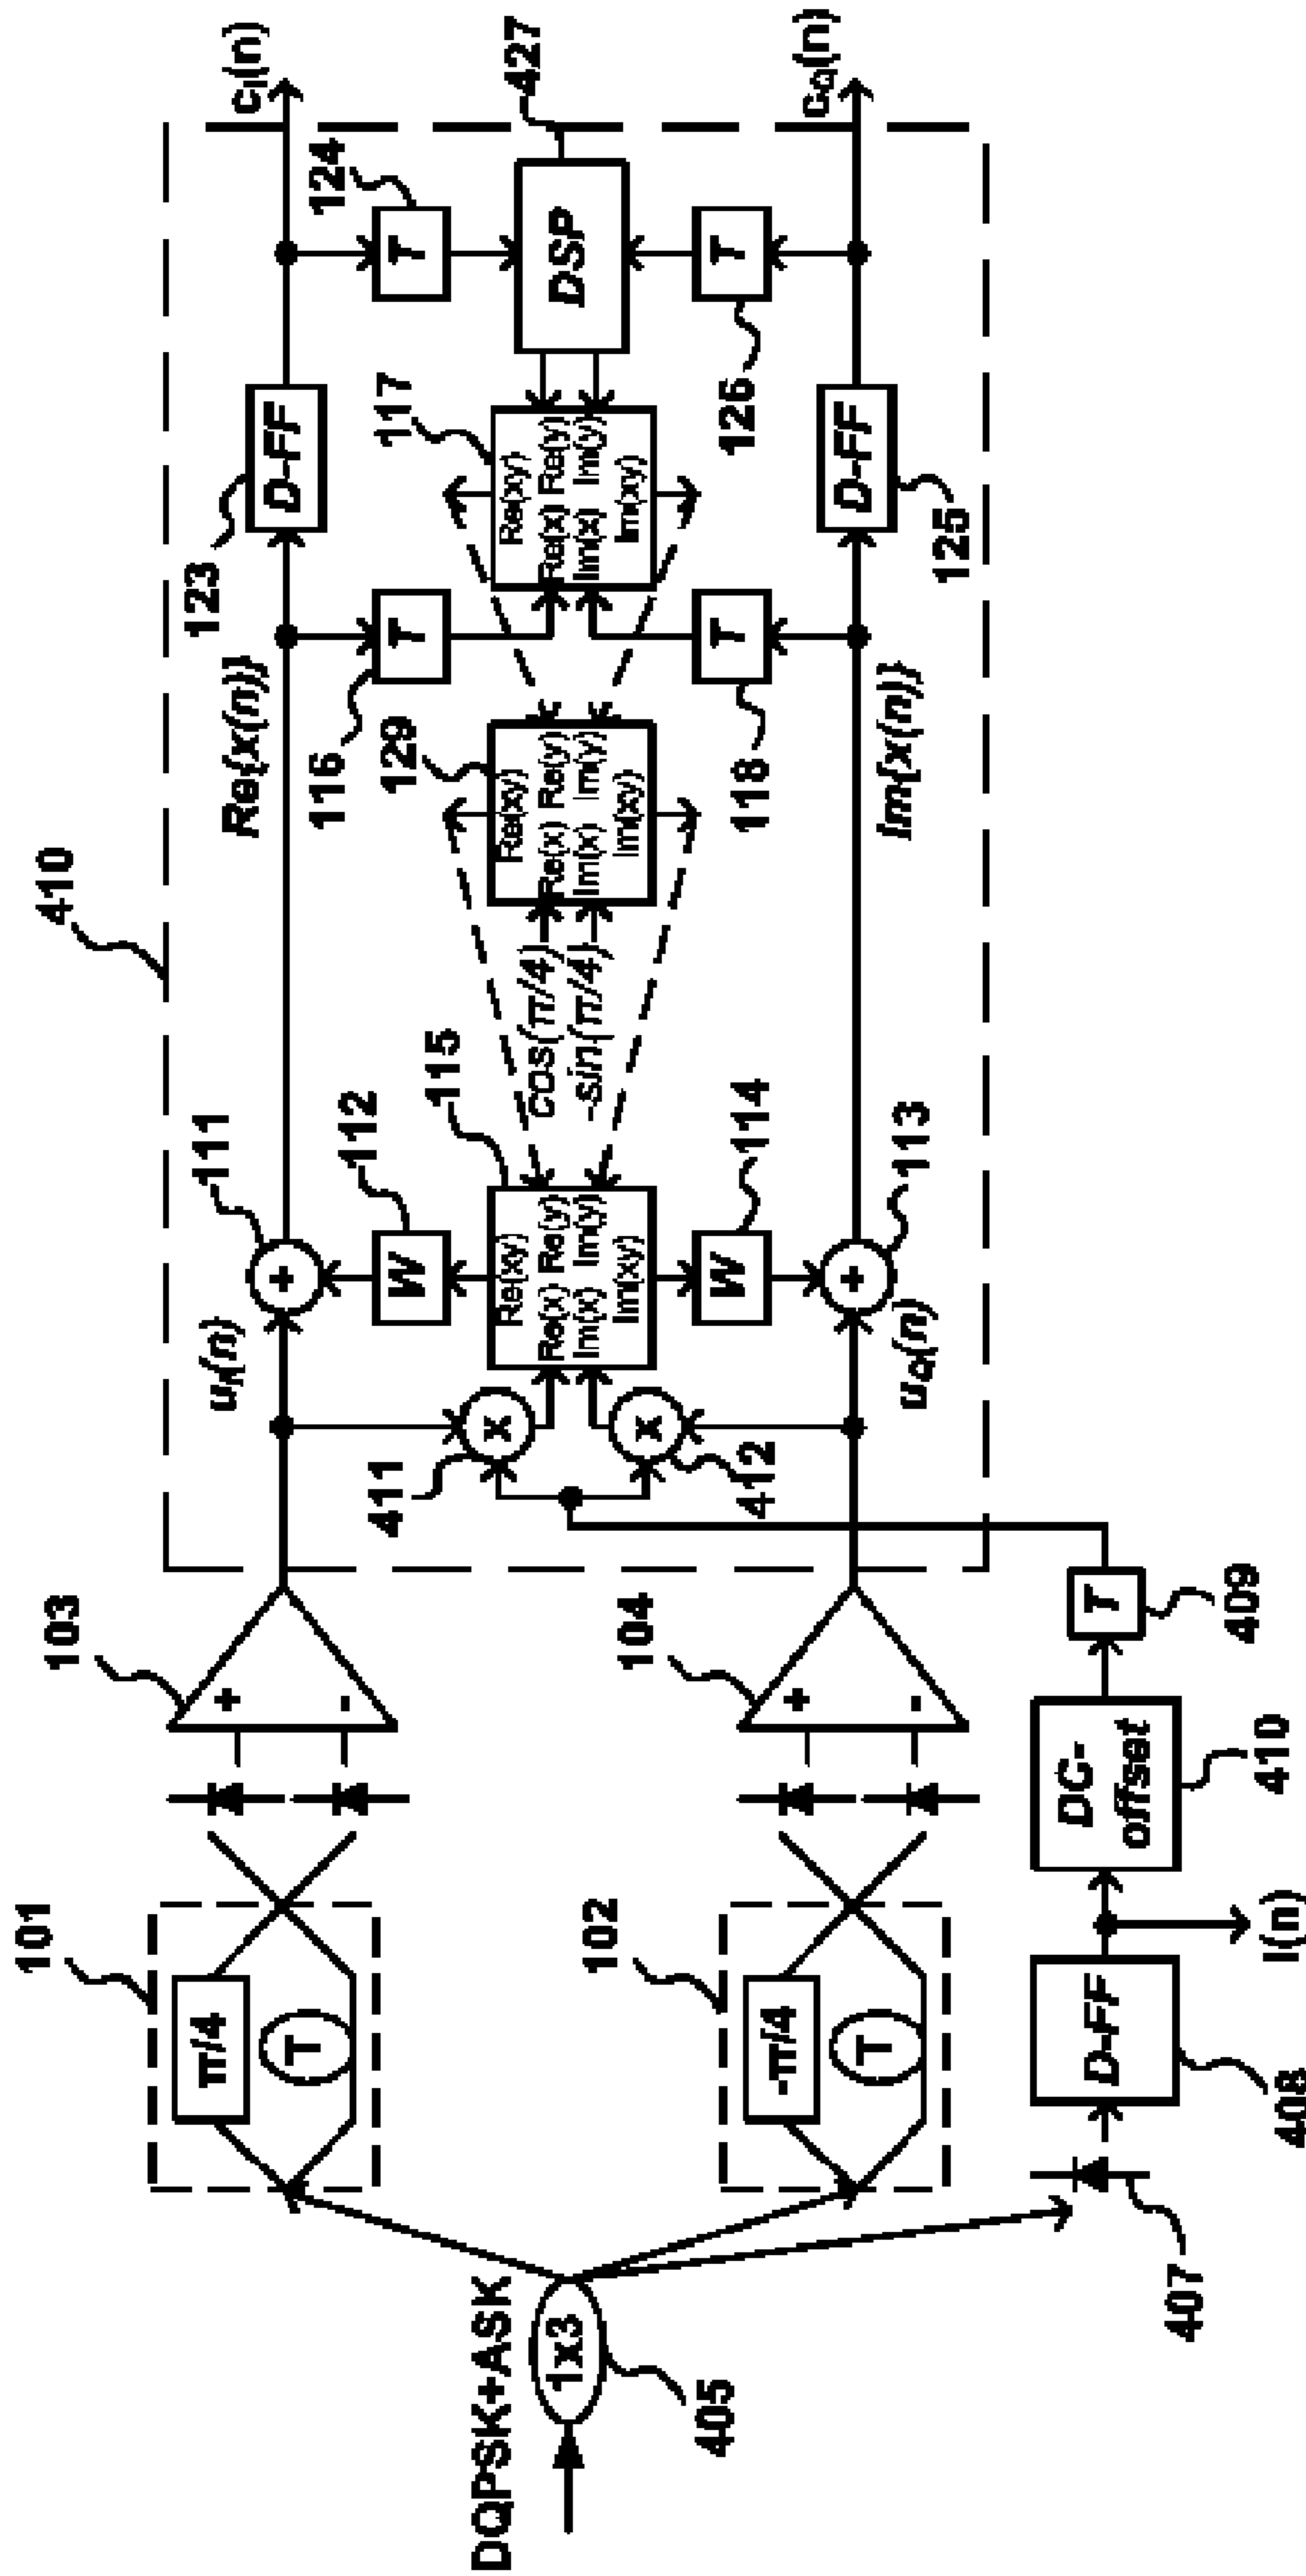 DQPSK+ASK
1x3
405
101
π/4
T
102
-π/4
T
407
103
+
-
104
+
-
D-FF
408
I(n)
DC-
offset
410
T
409
410
uI(n)
111
+
112
W
115
Re(xy)
Re(x) Re(y)
Im(x) Im(y)
Im(xy)
411
x
x
412
W
114
+
113
uQ(n)
cos(π/4)
-sin(π/4)
Re{x(n)}
116
T
129
Re(xy)
Re(x) Re(y)
Im(x) Im(y)
Im(xy)
T
118
Im{x(n)}
123
D-FF
117
Re(xy)
Re(x) Re(y)
Im(x) Im(y)
Im(xy)
D-FF
125
124
T
DSP
427
T
126
cI(n)
cQ(n)